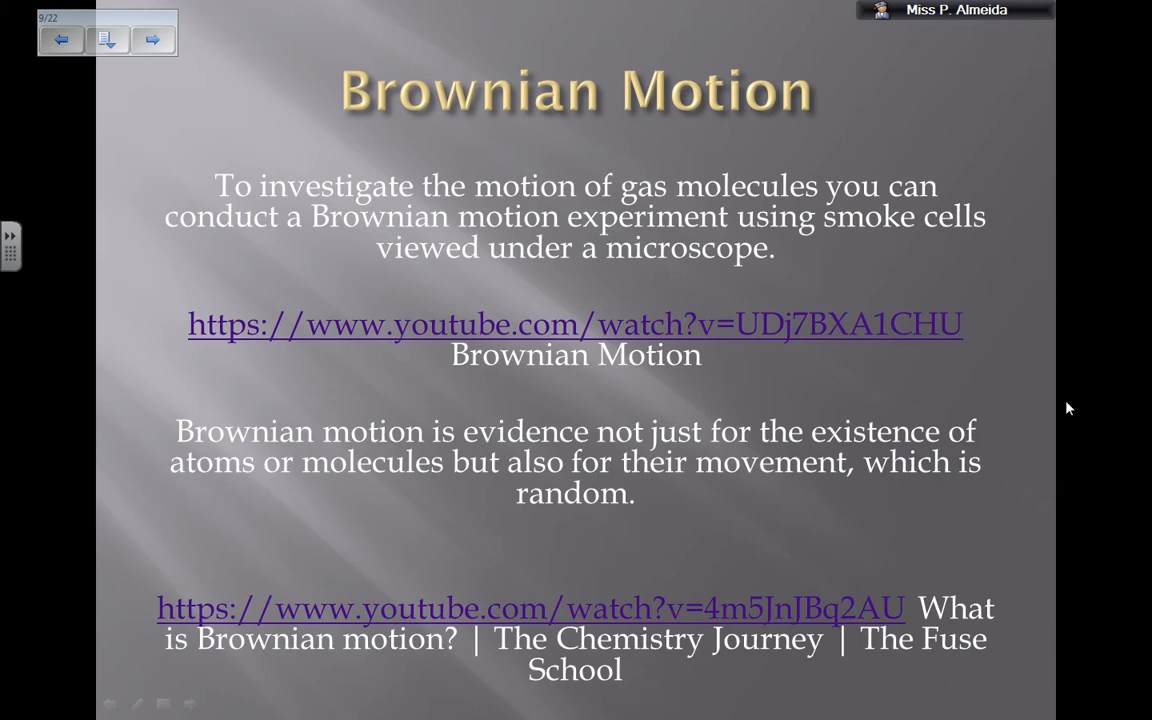 9/22
Miss P. Almeida
Brownian Motion
To investigate the motion of gas molecules you can
conduct a Brownian motion experiment using smoke cells
viewed under a microscope.
https://www.youtube.com/watch?v=UDj7BXA1CHU
Brownian Motion
Brownian motion is evidence not just for the existence of
atoms or molecules but also for their movement, which is
random.
https://www.youtube.com/watch?v=4m5JnJBq2AU What
is Brownian motion? | The Chemistry Journey | The Fuse
School